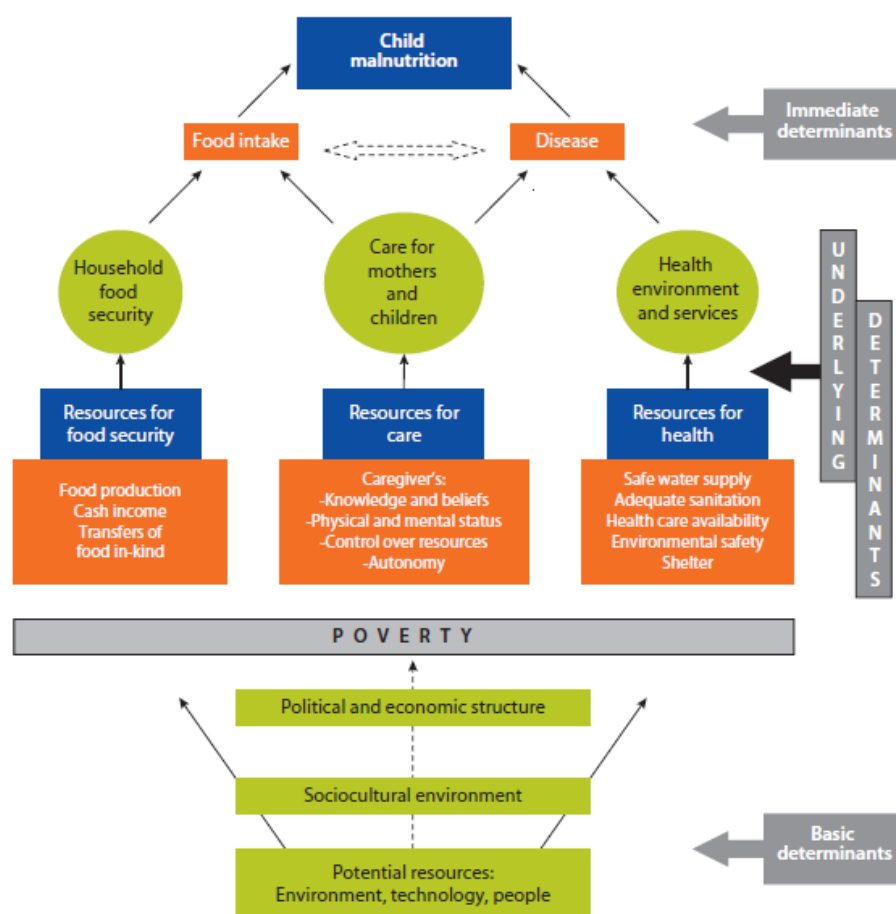 Child
malnutrition
Immediate
determinants
Food intake
Disease
Household
food
security
Care for
mothers
and
children
Health
environment
and services
UNDERLYING
DETERMINANTS
Resources for
food security
Resources for
care
Resources for
health
Food production
Cash income
Transfers of
food in-kind
Caregiver's:
-Knowledge and beliefs
-Physical and mental status
-Control over resources
-Autonomy
Safe water supply
Adequate sanitation
Health care availability
Environmental safety
Shelter
POVERTY
Political and economic structure
Sociocultural environment
Potential resources:
Environment, technology, people
Basic
determinants